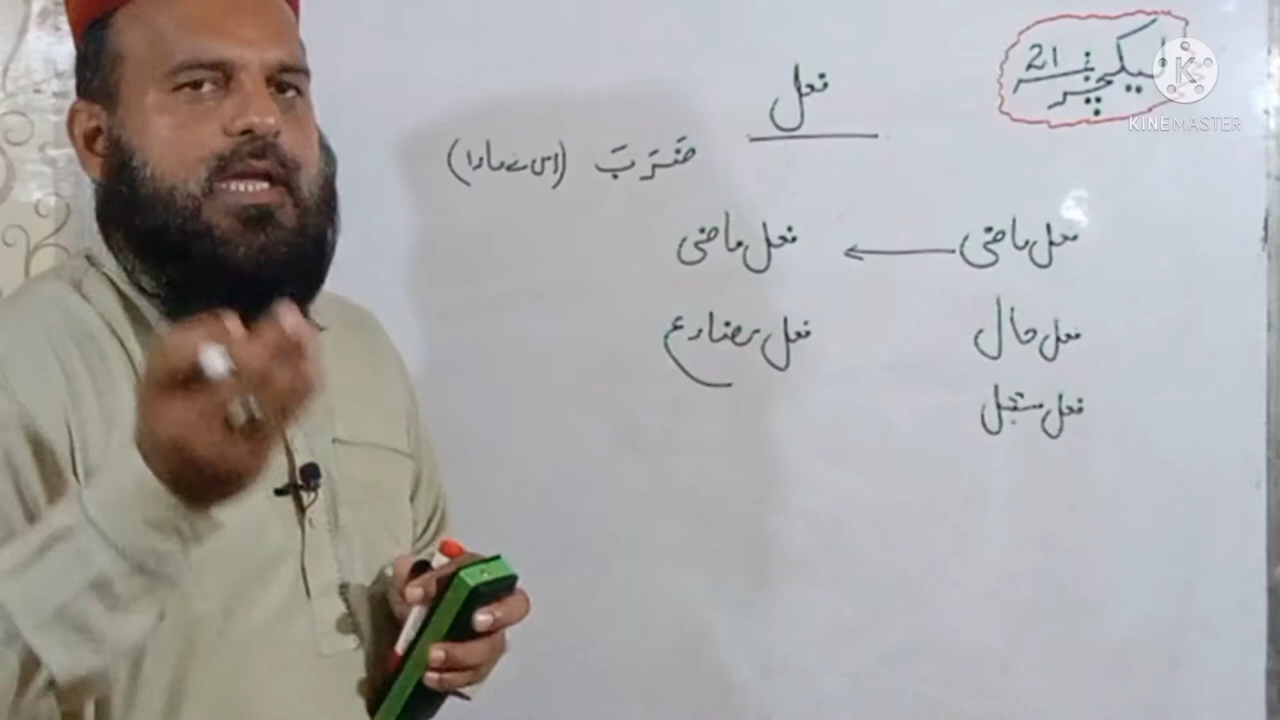 لیکچر نمبر 21
KINEMASTER
فعل
ضَرَبَ (اس نے مارا)
فعل ماضی ← فعل ماضی
فعل حال فعل مضارع
فعل مستقبل